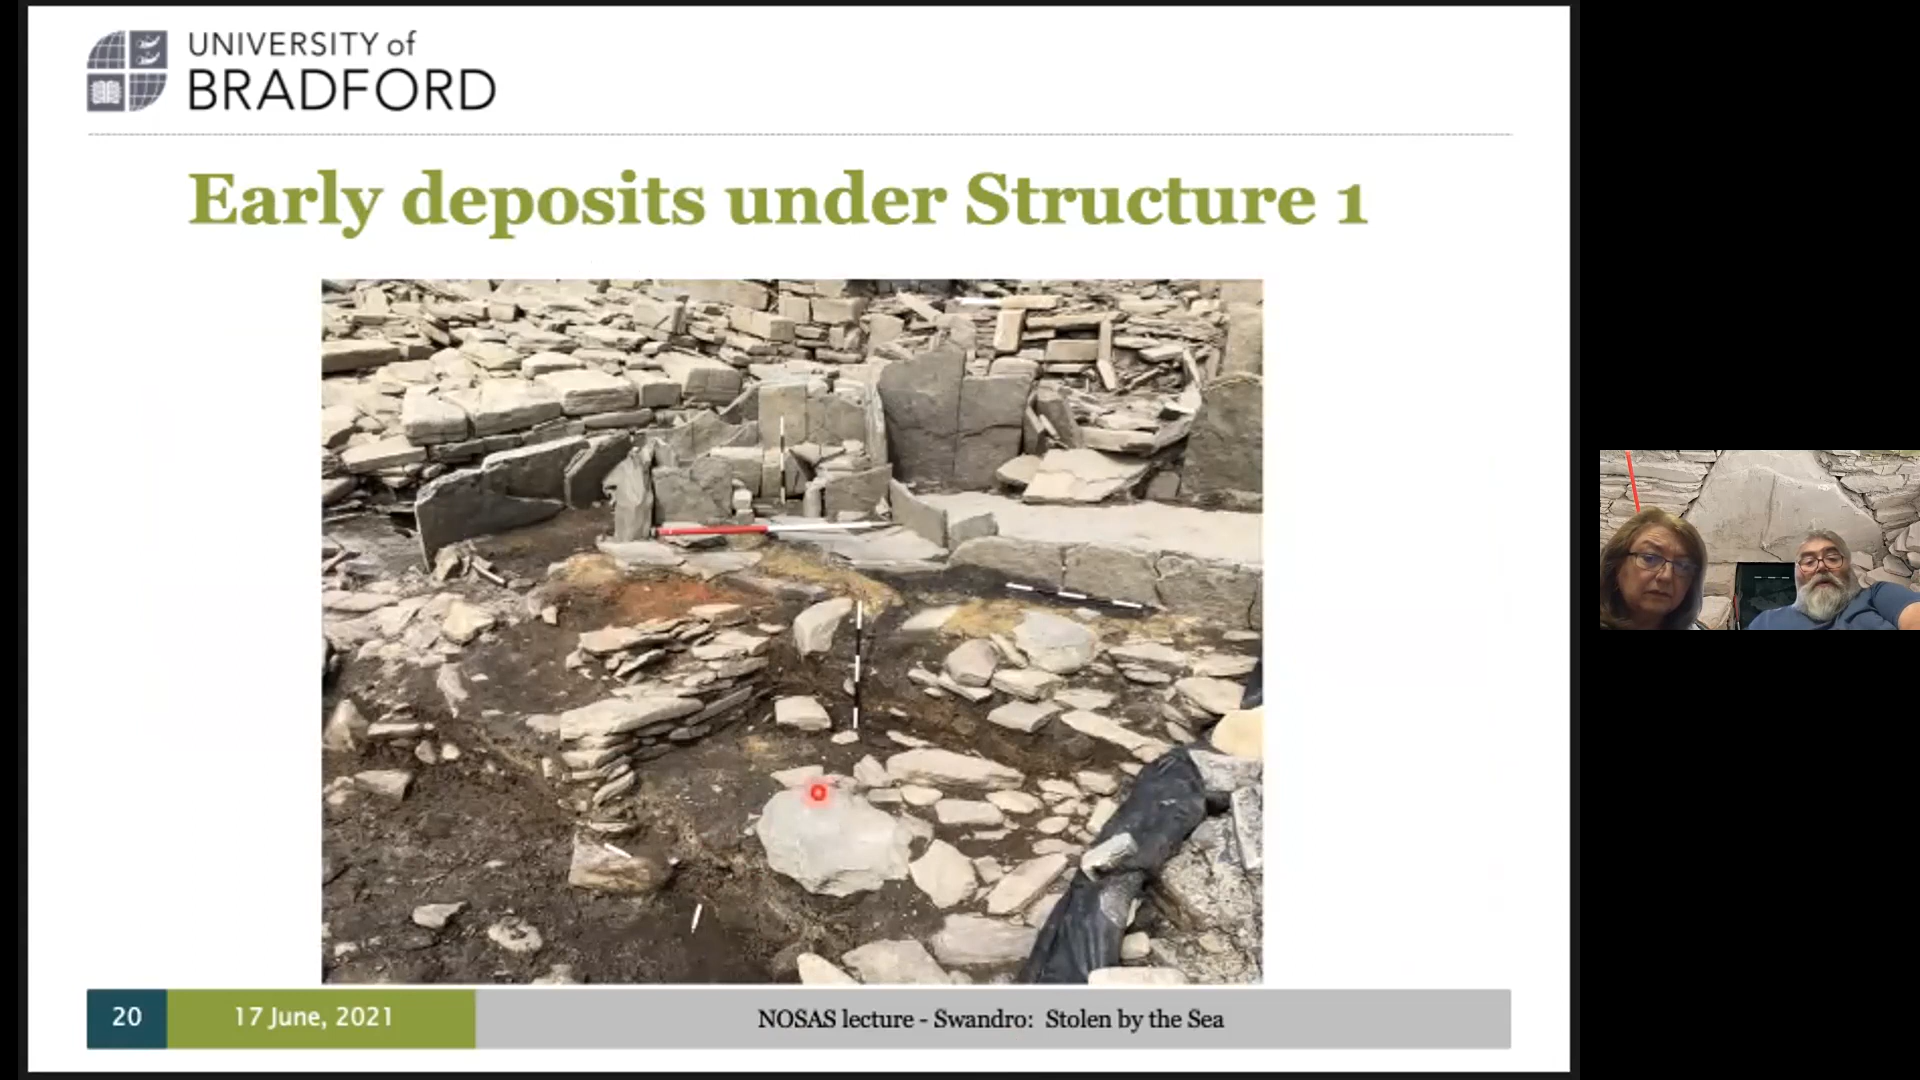 UNIVERSITY of
BRADFORD
Early deposits under Structure 1
20
17 June, 2021
NOSAS lecture - Swandro: Stolen by the Sea